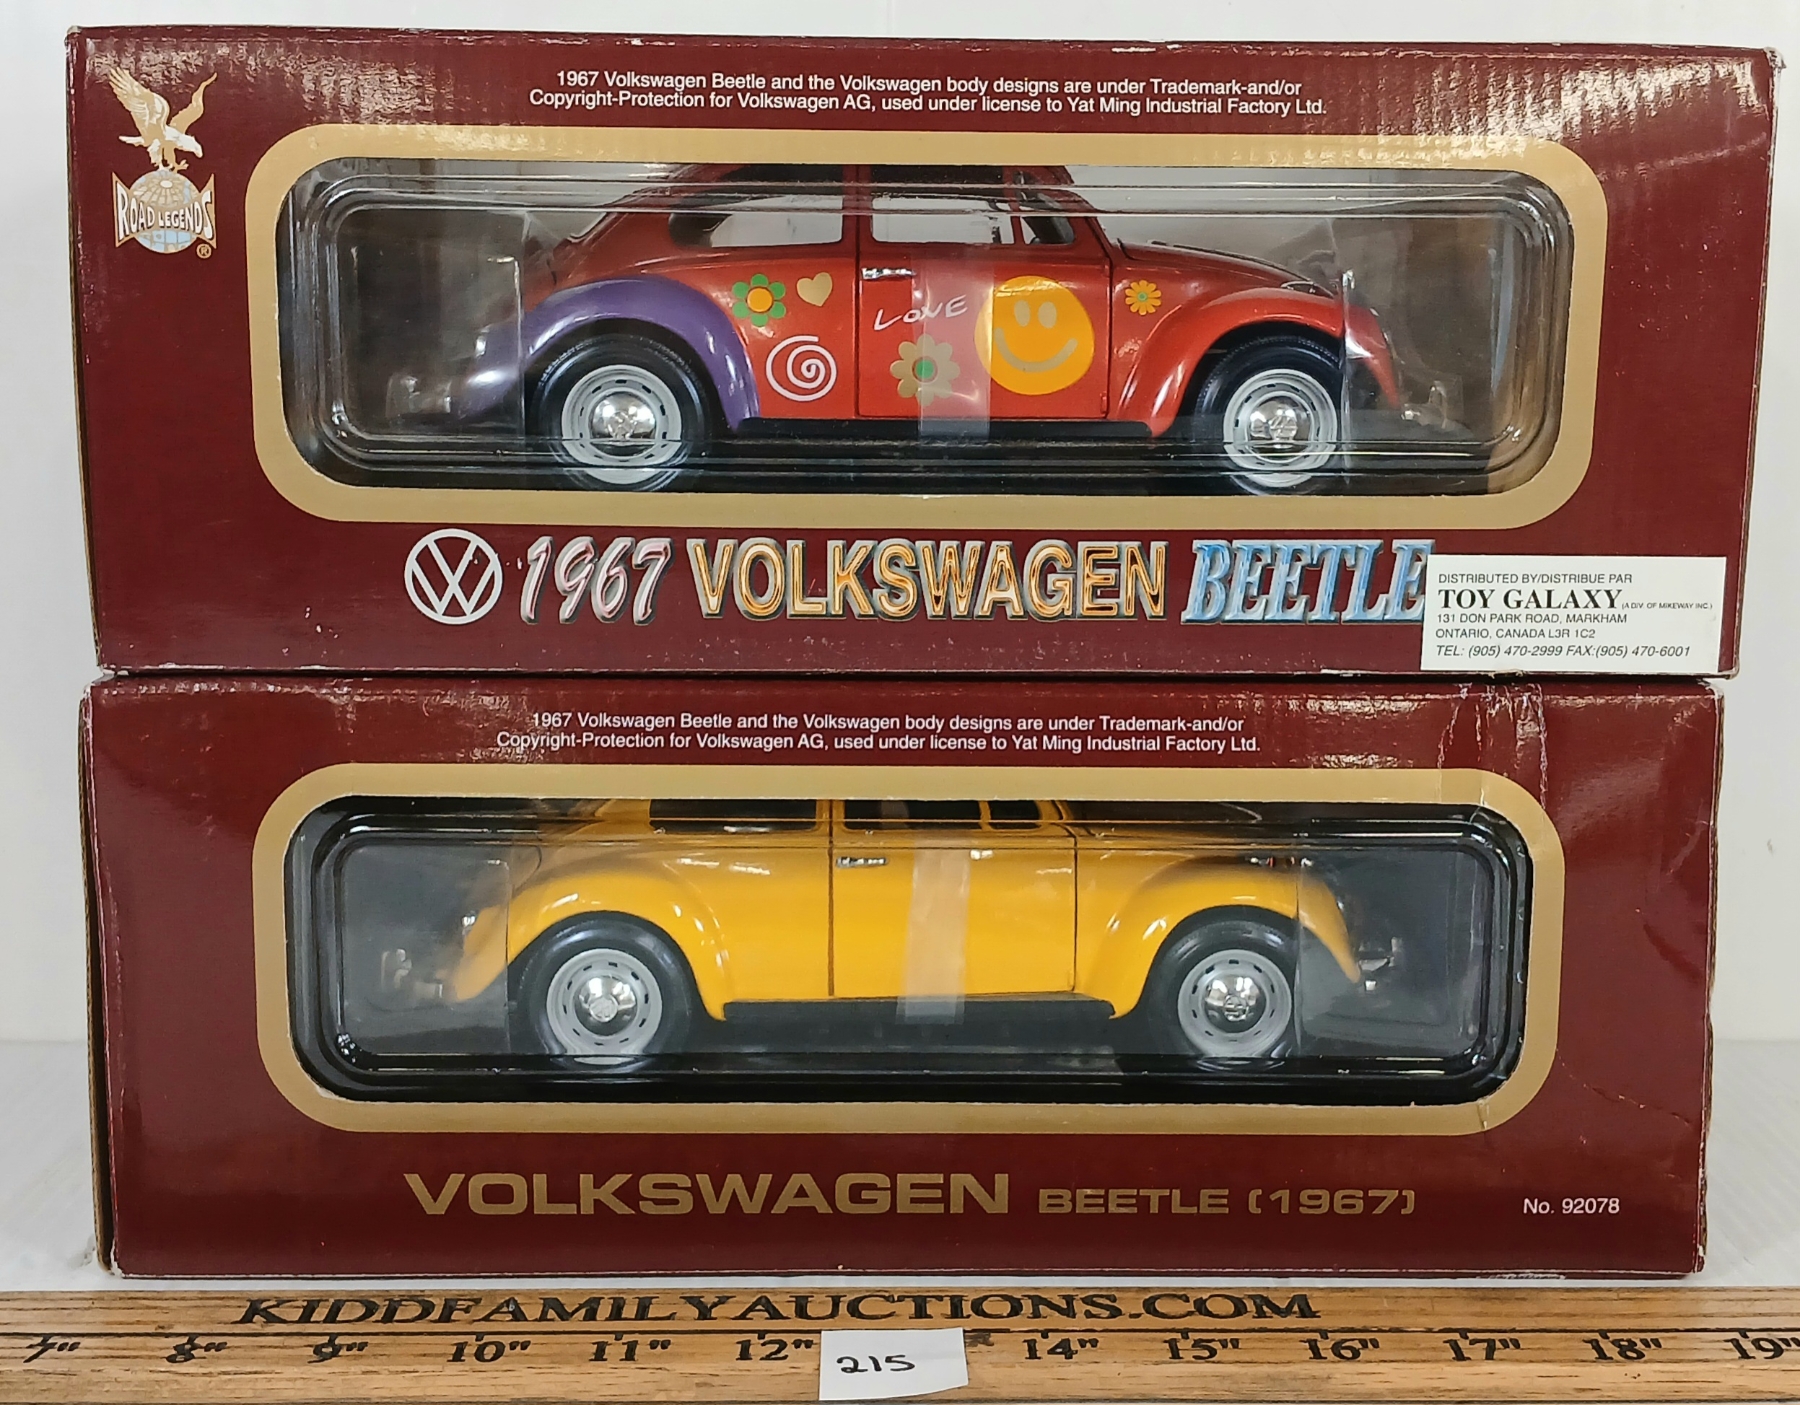 1967 Volkswagen Beetle and the Volkswagen body designs are under Trademark-and/or
Copyright-Protection for Volkswagen AG, used under license to Yat Ming Industrial Factory Ltd.
ROAD LEGENDS
®
LOVE
1967 VOLKSWAGEN BEETLE
DISTRIBUTED BY/DISTRIBUE PAR
TOY GALAXY (A DIV. OF MIKEWAY INC.)
131 DON PARK ROAD, MARKHAM
ONTARIO, CANADA L3R 1C2
TEL: (905) 470-2999 FAX:(905) 470-6001
1967 Volkswagen Beetle and the Volkswagen body designs are under Trademark-and/or
Copyright-Protection for Volkswagen AG, used under license to Yat Ming Industrial Factory Ltd.
VOLKSWAGEN BEETLE (1967)
No. 92078
KIDDFAMILYAUCTIONS.COM
7" 8" 9" 10" 11" 12" 14" 15" 16" 17" 18" 19"
215